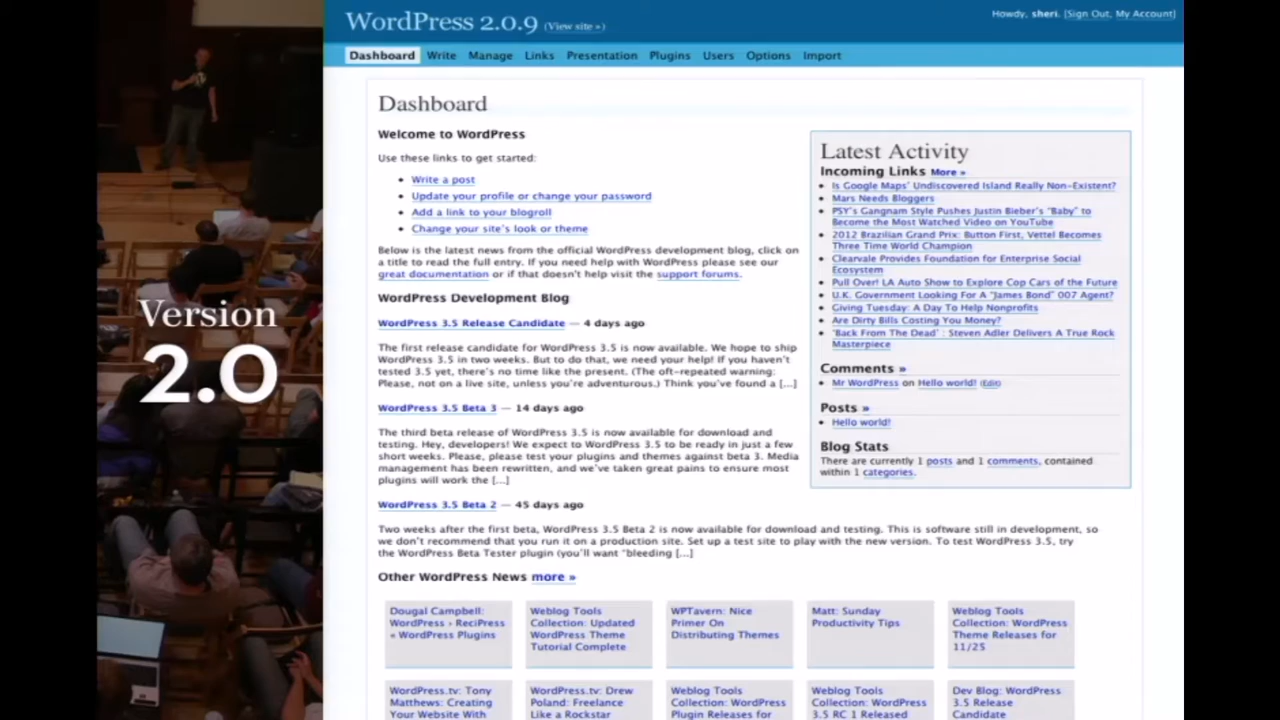 WordPress 2.0.9 (View site »)
Howdy, sheri. [Sign Out, My Account]
Dashboard Write Manage Links Presentation Plugins Users Options Import
Version
2.0
Dashboard
Welcome to WordPress
Use these links to get started:
Write a post
Update your profile or change your password
Add a link to your blogroll
Change your site's look or theme
Below is the latest news from the official WordPress development blog, click on
a title to read the full entry. If you need help with WordPress please see our
great documentation or if that doesn't help visit the support forums.
WordPress Development Blog
WordPress 3.5 Release Candidate — 4 days ago
The first release candidate for WordPress 3.5 is now available. We hope to ship
WordPress 3.5 in two weeks. But to do that, we need your help! If you haven't
tested 3.5 yet, there's no time like the present. (The oft-repeated warning:
Please, not on a live site, unless you're adventurous.) Think you've found a [...]
WordPress 3.5 Beta 3 — 14 days ago
The third beta release of WordPress 3.5 is now available for download and
testing. Hey, developers! We expect to WordPress 3.5 to be ready in just a few
short weeks. Please, please test your plugins and themes against beta 3. Media
management has been rewritten, and we've taken great pains to ensure most
plugins will work the [...]
WordPress 3.5 Beta 2 — 45 days ago
Two weeks after the first beta, WordPress 3.5 Beta 2 is now available for download and testing. This is software still in development, so
we don't recommend that you run it on a production site. Set up a test site to play with the new version. To test WordPress 3.5, try
the WordPress Beta Tester plugin (you'll want "bleeding [...]
Latest Activity
Incoming Links More »
Is Google Maps' Undiscovered Island Really Non-Existent?
Mars Needs Bloggers
PSY's Gangnam Style Pushes Justin Bieber's "Baby" to
Become the Most Watched Video on YouTube
2012 Brazilian Grand Prix: Button First, Vettel Becomes
Three Time World Champion
Clearvale Provides Foundation for Enterprise Social
Ecosystem
Pull Over! LA Auto Show to Explore Cop Cars of the Future
U.K. Government Looking For A "James Bond" 007 Agent?
Giving Tuesday: A Day To Help Nonprofits
Are Dirty Bills Costing You Money?
'Back From The Dead' : Steven Adler Delivers A True Rock
Masterpiece
Comments »
Mr WordPress on Hello world! (Edit)
Posts »
Hello world!
Blog Stats
There are currently 1 posts and 1 comments, contained
within 1 categories.
Other WordPress News more »
Dougal Campbell:
WordPress › ReciPress
« WordPress Plugins
Weblog Tools
Collection: Updated
WordPress Theme
Tutorial Complete
WPTavern: Nice
Primer On
Distributing Themes
Matt: Sunday
Productivity Tips
Weblog Tools
Collection: WordPress
Theme Releases for
11/25
WordPress.tv: Tony
Matthews: Creating
Your Website With
WordPress.tv: Drew
Poland: Freelance
Like a Rockstar
Weblog Tools
Collection: WordPress
Plugin Releases for
Weblog Tools
Collection: WordPress
3.5 RC 1 Released
Dev Blog: WordPress
3.5 Release
Candidate